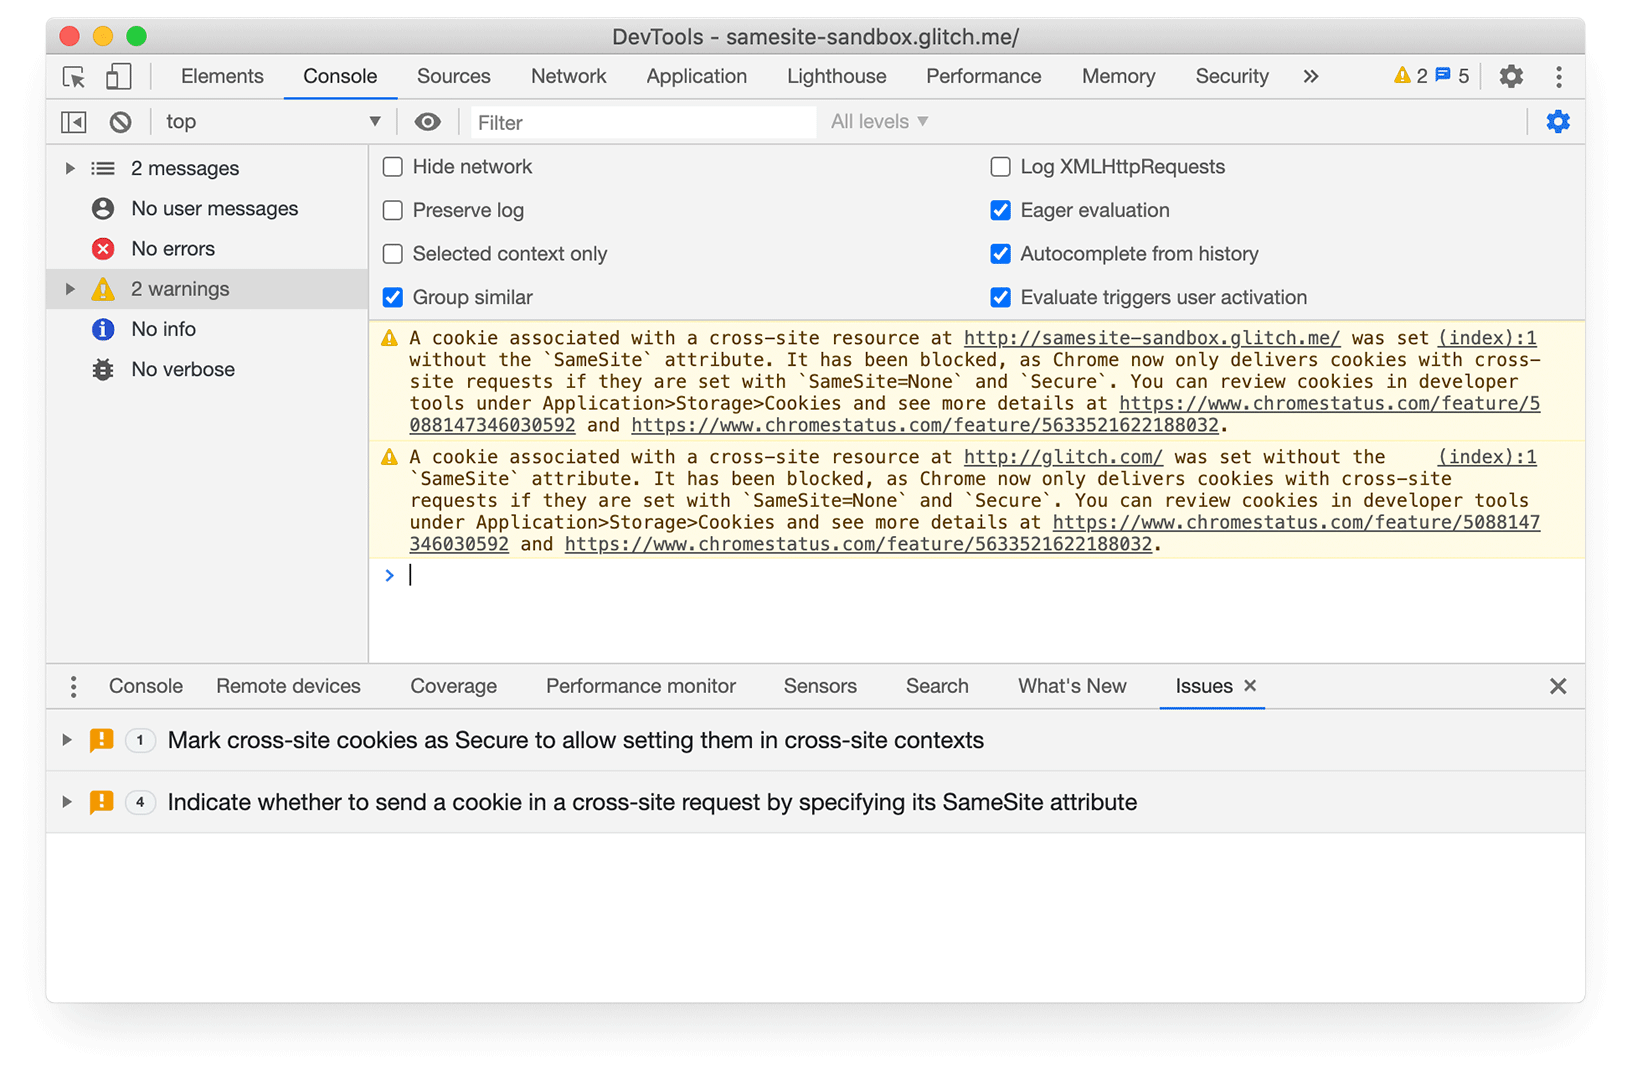 DevTools - samesite-sandbox.glitch.me/
Elements Console Sources Network Application Lighthouse Performance Memory Security » 2 5
top Filter All levels
2 messages
No user messages
No errors
2 warnings
No info
No verbose
Hide network Log XMLHttpRequests
Preserve log Eager evaluation
Selected context only Autocomplete from history
Group similar Evaluate triggers user activation
A cookie associated with a cross-site resource at http://samesite-sandbox.glitch.me/ was set (index):1
without the `SameSite` attribute. It has been blocked, as Chrome now only delivers cookies with cross-
site requests if they are set with `SameSite=None` and `Secure`. You can review cookies in developer
tools under Application>Storage>Cookies and see more details at https://www.chromestatus.com/feature/5
088147346030592 and https://www.chromestatus.com/feature/5633521622188032.
A cookie associated with a cross-site resource at http://glitch.com/ was set without the (index):1
`SameSite` attribute. It has been blocked, as Chrome now only delivers cookies with cross-site
requests if they are set with `SameSite=None` and `Secure`. You can review cookies in developer tools
under Application>Storage>Cookies and see more details at https://www.chromestatus.com/feature/5088147
346030592 and https://www.chromestatus.com/feature/5633521622188032.
>
Console Remote devices Coverage Performance monitor Sensors Search What's New Issues
1 Mark cross-site cookies as Secure to allow setting them in cross-site contexts
4 Indicate whether to send a cookie in a cross-site request by specifying its SameSite attribute